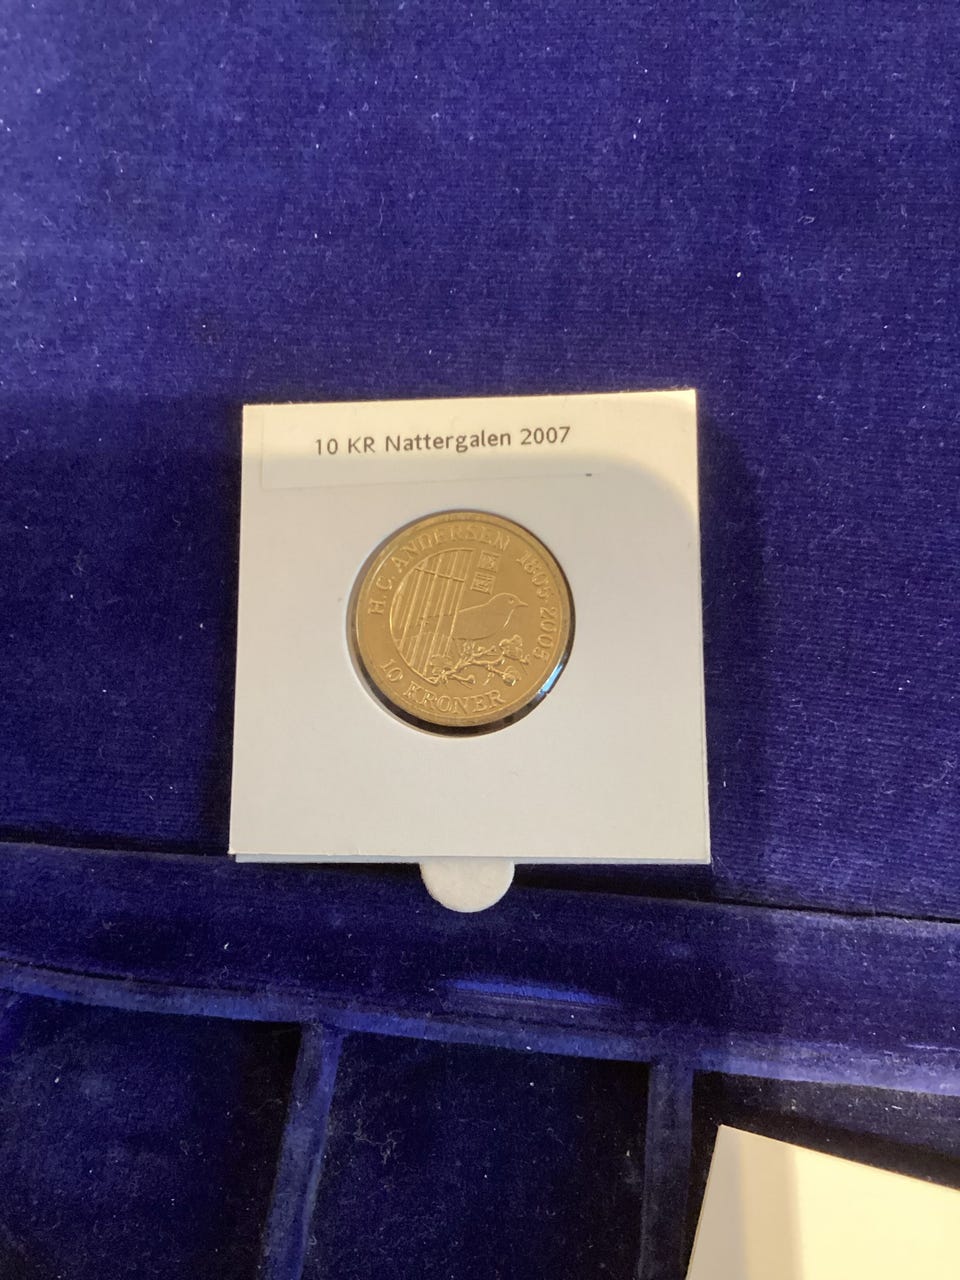 10 KR Nattergalen 2007
H.C. ANDERSEN 1805-2005
10 KRONER